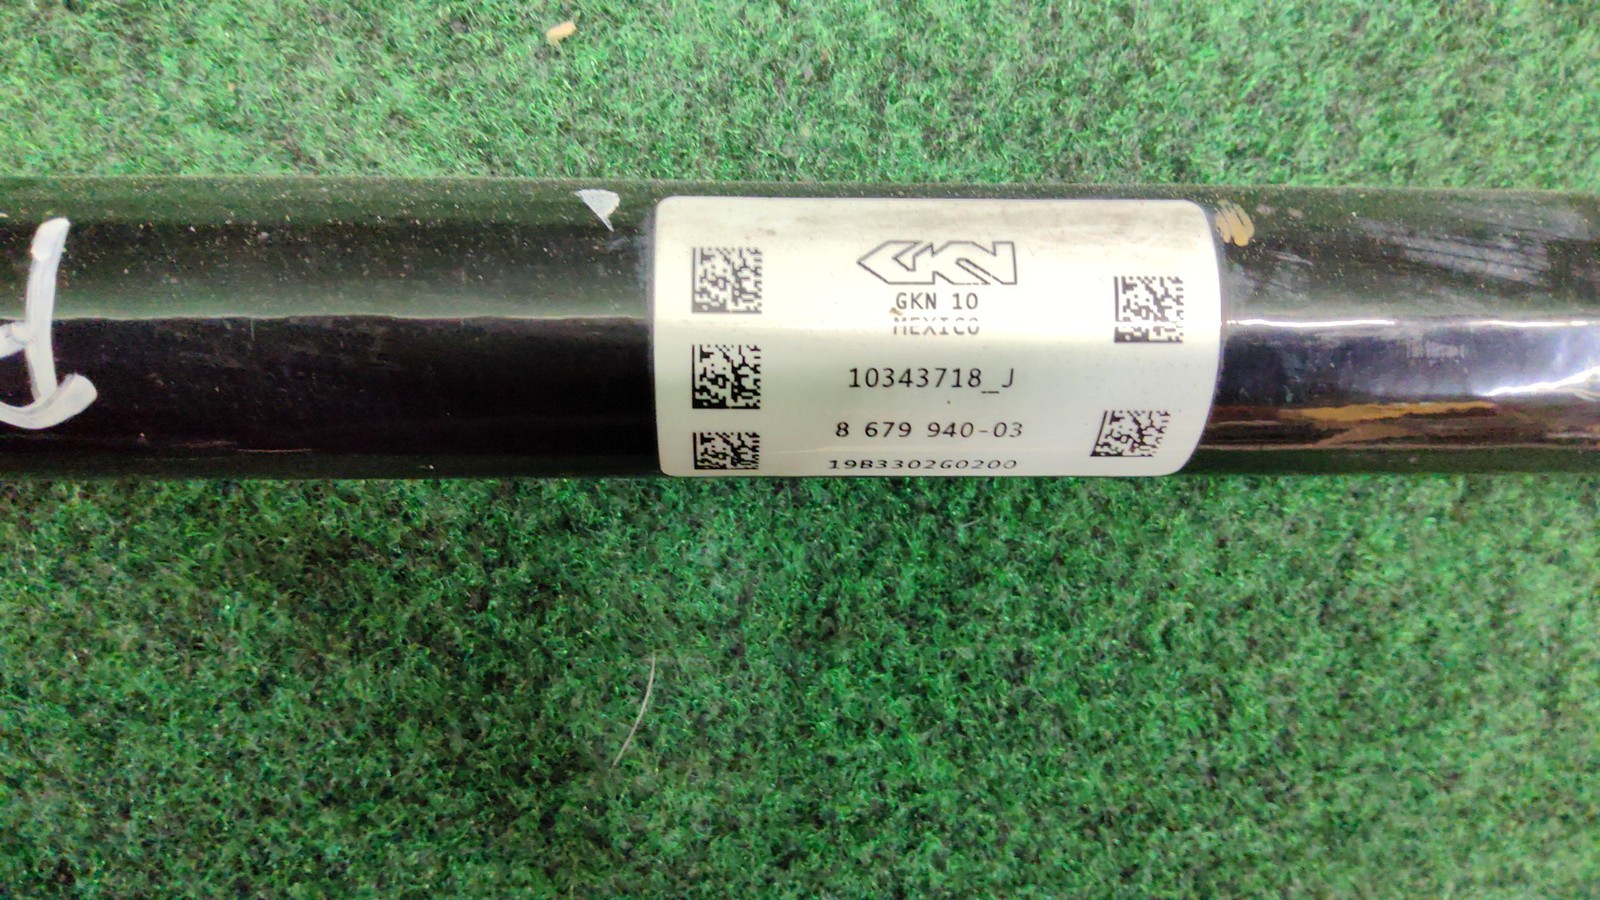 GKN
GKN 10
MEXICO
10343718_J
8 679 940-03
19B3302G0200